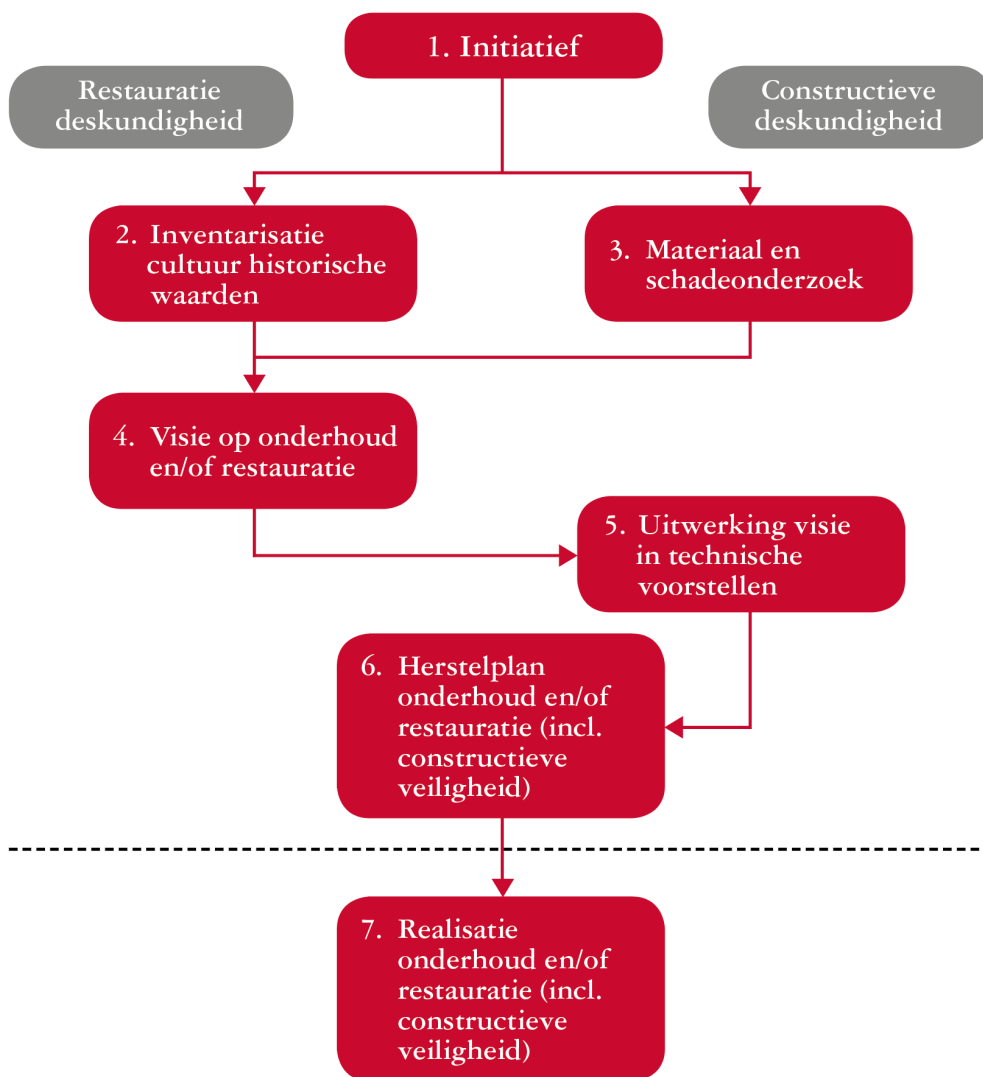 1. Initiatief
Restauratie
deskundigheid
Constructieve
deskundigheid
2. Inventarisatie
cultuur historische
waarden
3. Materiaal en
schadeonderzoek
4. Visie op onderhoud
en/of restauratie
5. Uitwerking visie
in technische
voorstellen
6. Herstelplan
onderhoud en/of
restauratie (incl.
constructieve
veiligheid)
7. Realisatie
onderhoud en/of
restauratie (incl.
constructieve
veiligheid)